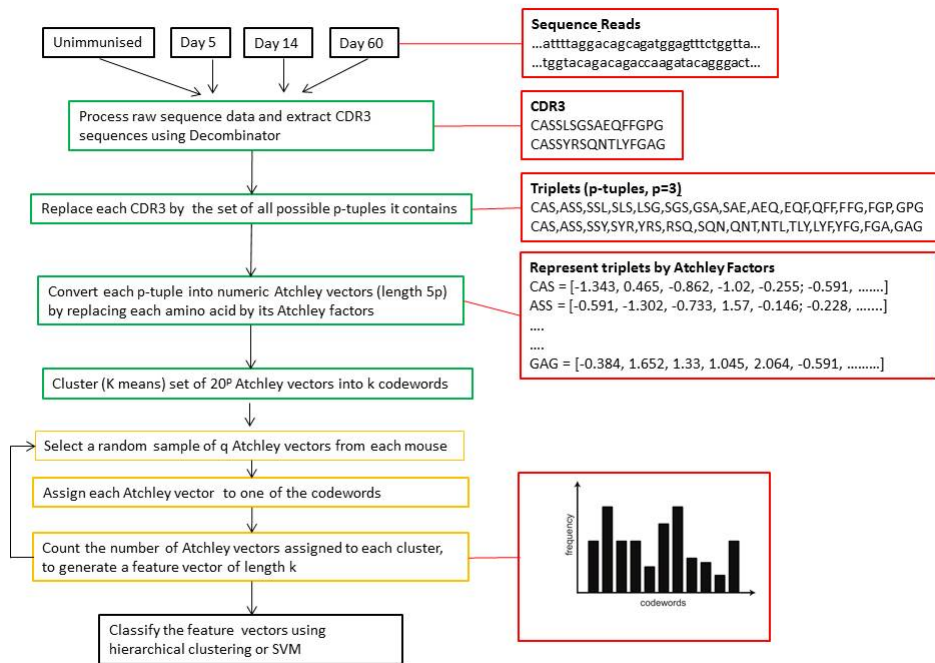 Unimmunised
Day 5
Day 14
Day 60
Sequence Reads
...attttaggacagcagatggagtttctggtta...
...tggtacagacagaccaagatacagggact...
Process raw sequence data and extract CDR3
sequences using Decombinator
CDR3
CASSLSGSAEQFFGPG
CASSYRSQNTLYFGAG
Replace each CDR3 by the set of all possible p-tuples it contains
Triplets (p-tuples, p=3)
CAS,ASS,SSL,SLS,LSG,SGS,GSA,SAE,AEQ,EQF,QFF,FFG,FGP,GPG
CAS,ASS,SSY,SYR,YRS,RSQ,SQN,QNT,NTL,TLY,LYF,YFG,FGA,GAG
Convert each p-tuple into numeric Atchley vectors (length 5p)
by replacing each amino acid by its Atchley factors
Represent triplets by Atchley Factors
CAS = [-1.343, 0.465, -0.862, -1.02, -0.255; -0.591, .......]
ASS = [-0.591, -1.302, -0.733, 1.57, -0.146; -0.228, .......]
....
....
GAG = [-0.384, 1.652, 1.33, 1.045, 2.064, -0.591, .........]
Cluster (K means) set of 20ᵖ Atchley vectors into k codewords
Select a random sample of q Atchley vectors from each mouse
Assign each Atchley vector to one of the codewords
Count the number of Atchley vectors assigned to each cluster,
to generate a feature vector of length k
frequency
codewords
Classify the feature vectors using
hierarchical clustering or SVM